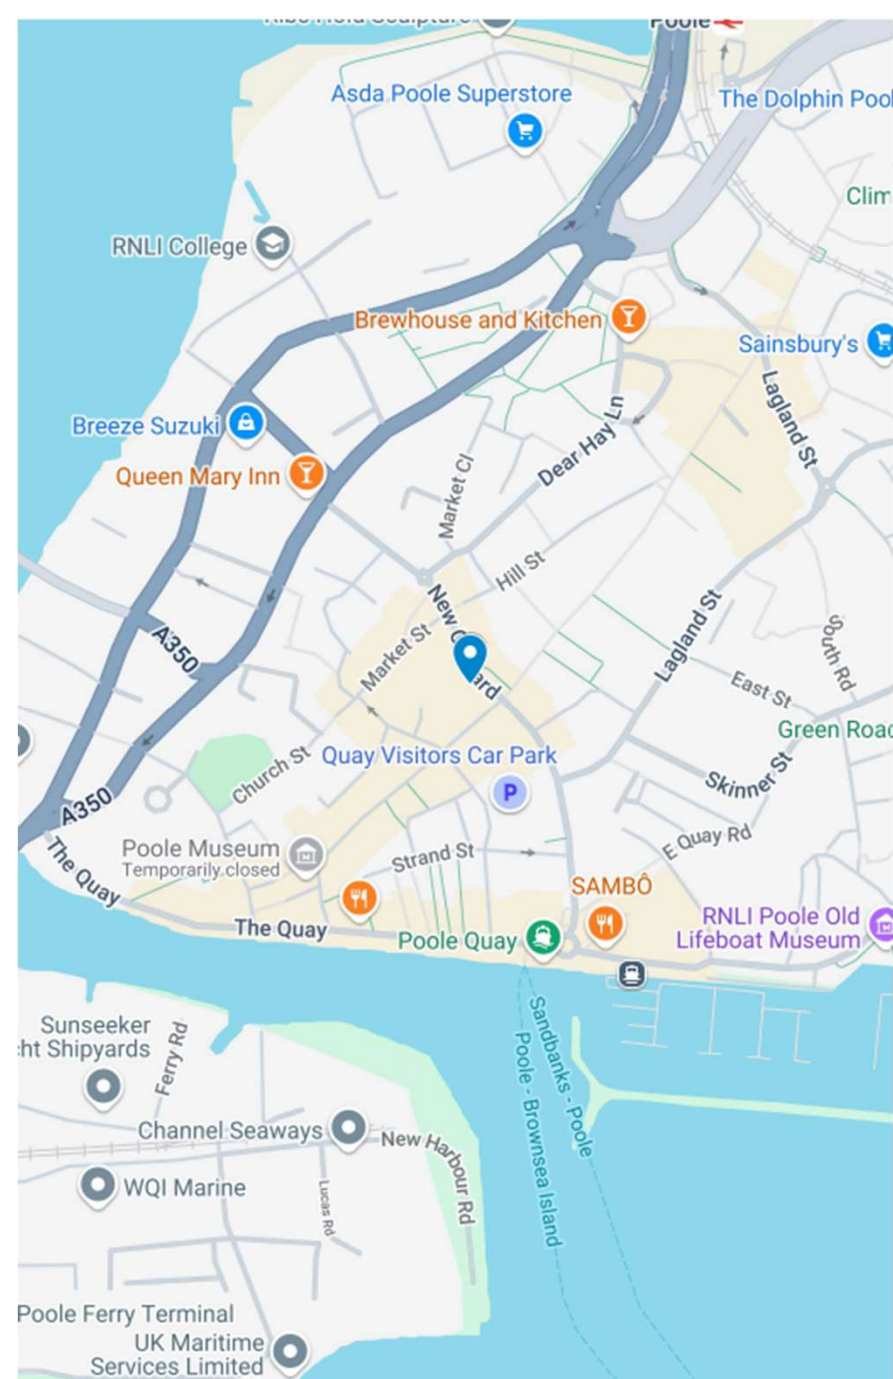 Poole
Asda Poole Superstore
The Dolphin Pool
Clim
RNLI College
Brewhouse and Kitchen
Sainsbury's
Lagland St
Breeze Suzuki
Dear Hay Ln
Queen Mary Inn
Market Cl
Hill St
New O
ard
Market St
Lagland St
South Rd
A350
East St
Green Road
Quay Visitors Car Park
P
Church St
Skinner St
A350
E Quay Rd
The Quay
Poole Museum
Temporarily closed
Strand St
SAMBÔ
The Quay
Poole Quay
RNLI Poole Old
Lifeboat Museum
Sunseeker
ht Shipyards
Ferry Rd
Sandbanks - Poole
Poole - Brownsea Island
Channel Seaways
New Harbour Rd
WQI Marine
Lucas Rd
Poole Ferry Terminal
UK Maritime
Services Limited